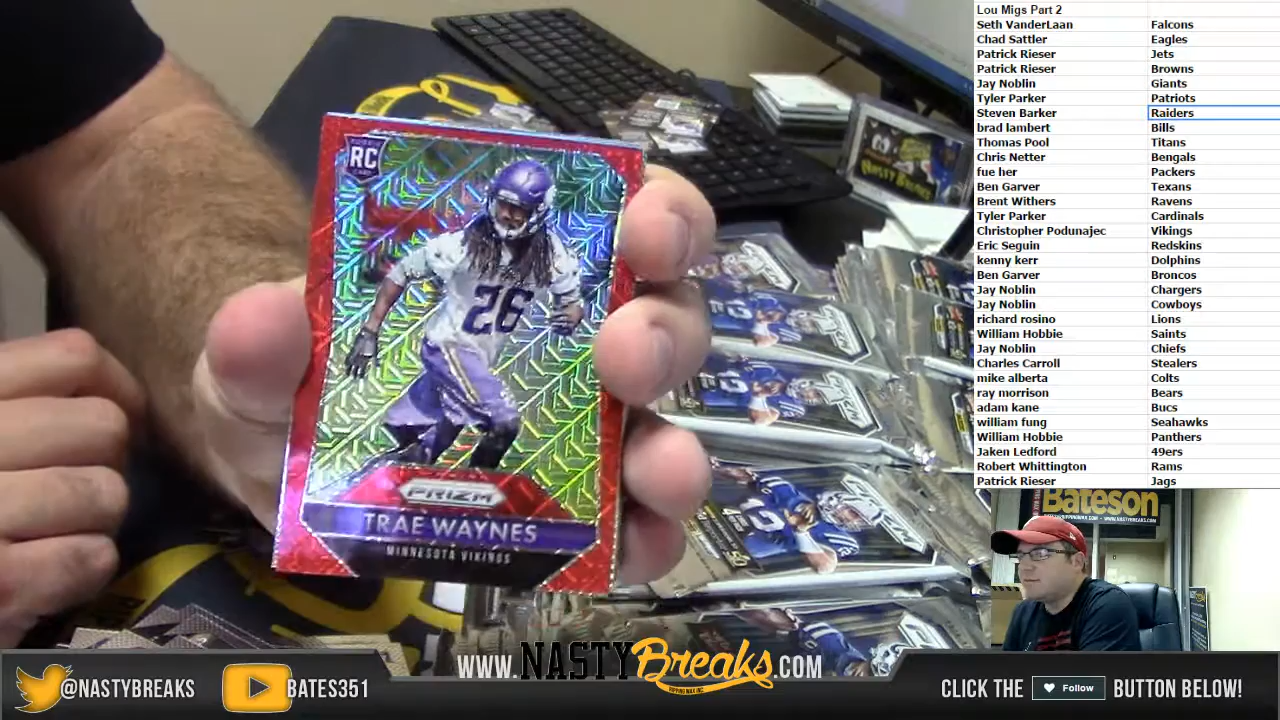 Lou Migs Part 2
Seth VanderLaan Falcons
Chad Sattler Eagles
Patrick Rieser Jets
Patrick Rieser Browns
Jay Noblin Giants
Tyler Parker Patriots
Steven Barker Raiders
brad lambert Bills
Thomas Pool Titans
Chris Netter Bengals
fue her Packers
Ben Garver Texans
Brent Withers Ravens
Tyler Parker Cardinals
Christopher Podunajec Vikings
Eric Seguin Redskins
kenny kerr Dolphins
Ben Garver Broncos
Jay Noblin Chargers
Jay Noblin Cowboys
richard rosino Lions
William Hobbie Saints
Jay Noblin Chiefs
Charles Carroll Stealers
mike alberta Colts
ray morrison Bears
adam kane Bucs
william fung Seahawks
William Hobbie Panthers
Jaken Ledford 49ers
Robert Whittington Rams
Patrick Rieser Jags
RC
26
PRIZM
TRAE WAYNES
MINNESOTA VIKINGS
NASTY BREAKS
Bateson
@NASTYBREAKS
BATES351
WWW.NASTYBreaks.COM
CLICK THE Follow BUTTON BELOW!